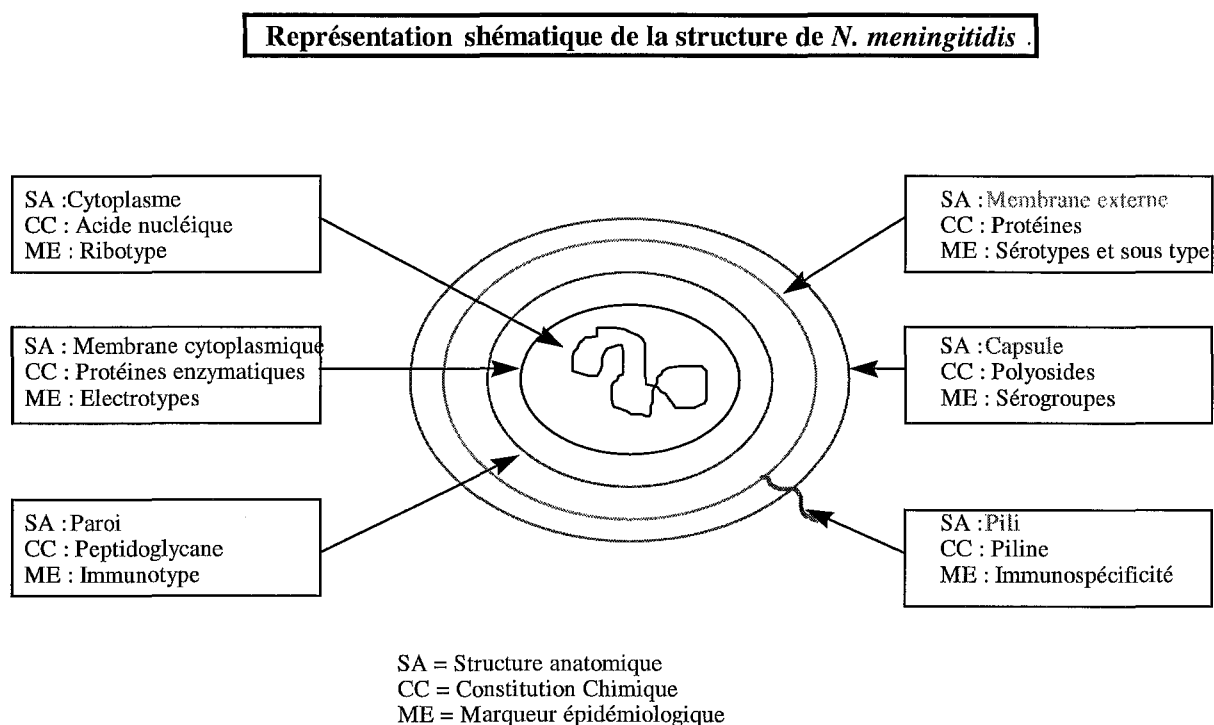 Représentation shématique de la structure de N. meningitidis .
SA :Cytoplasme
CC : Acide nucléique
ME : Ribotype
SA : Membrane cytoplasmique
CC : Protéines enzymatiques
ME : Electrotypes
SA :Paroi
CC : Peptidoglycane
ME : Immunotype
SA : Membrane externe
CC : Protéines
ME : Sérotypes et sous type
SA : Capsule
CC : Polyosides
ME : Sérogroupes
SA : Pili
CC : Piline
ME : Immunospécificité
SA = Structure anatomique
CC = Constitution Chimique
ME = Marqueur épidémiologique